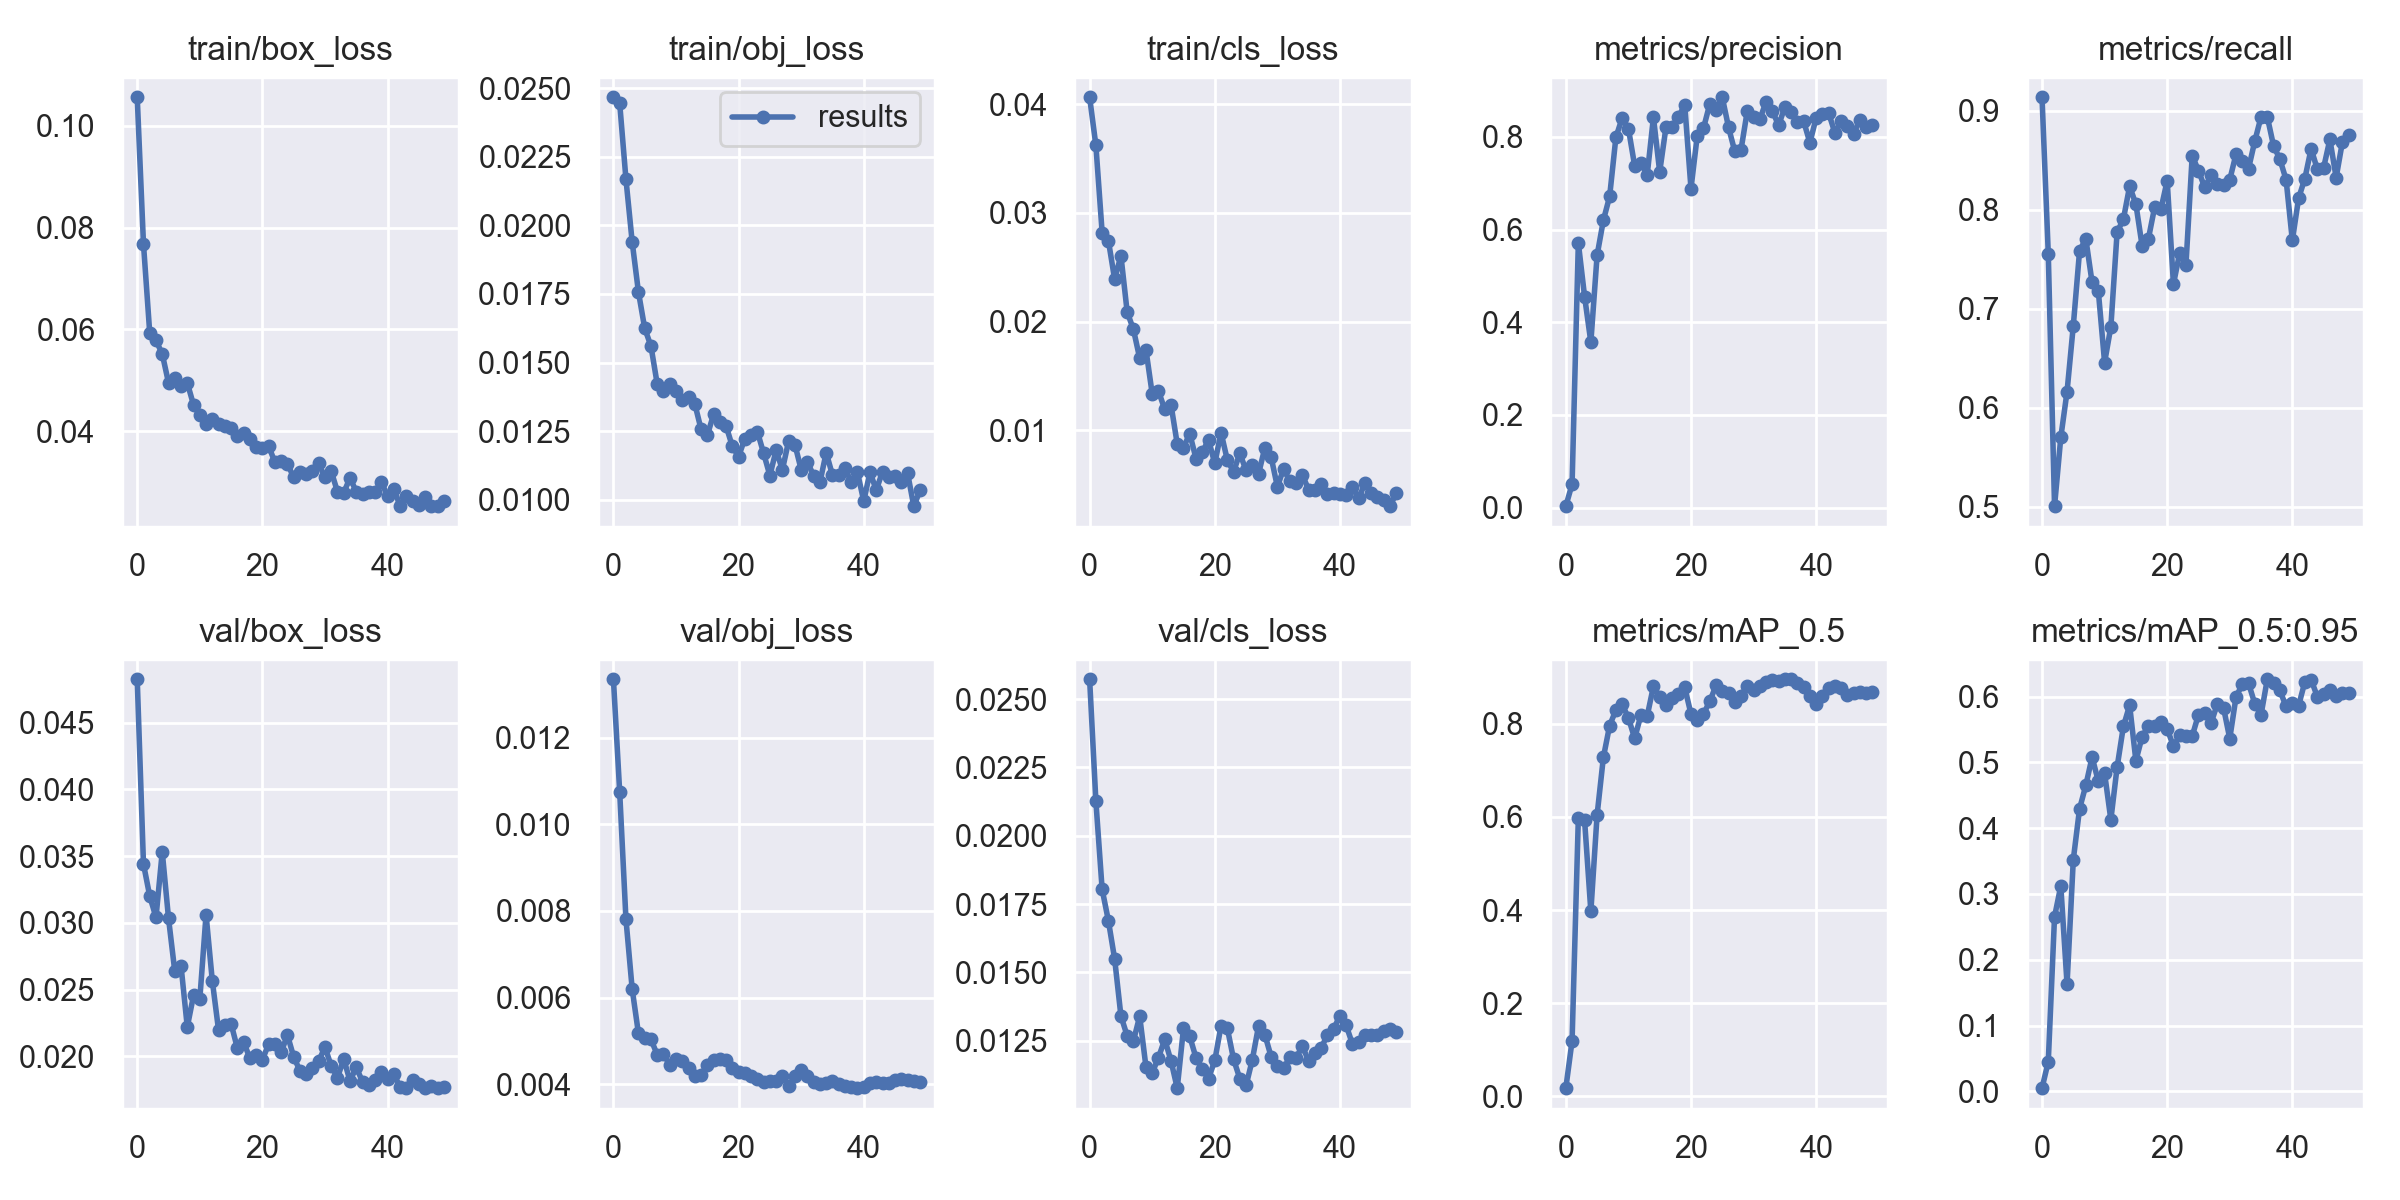 train/box_loss
0.10
0.08
0.06
0.04
0 20 40
train/obj_loss
results
0.0250
0.0225
0.0200
0.0175
0.0150
0.0125
0.0100
0 20 40
train/cls_loss
0.04
0.03
0.02
0.01
0 20 40
metrics/precision
0.8
0.6
0.4
0.2
0.0
0 20 40
metrics/recall
0.9
0.8
0.7
0.6
0.5
0 20 40
val/box_loss
0.045
0.040
0.035
0.030
0.025
0.020
0 20 40
val/obj_loss
0.012
0.010
0.008
0.006
0.004
0 20 40
val/cls_loss
0.0250
0.0225
0.0200
0.0175
0.0150
0.0125
0 20 40
metrics/mAP_0.5
0.8
0.6
0.4
0.2
0.0
0 20 40
metrics/mAP_0.5:0.95
0.6
0.5
0.4
0.3
0.2
0.1
0.0
0 20 40